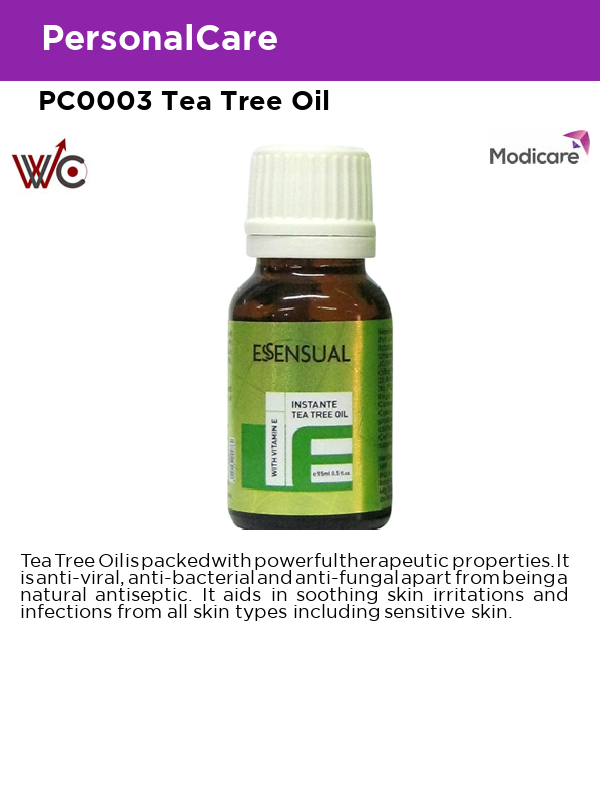 PersonalCare
PC0003 Tea Tree Oil
WC
Modicare
ESSENSUAL
INSTANTE
TEA TREE OIL
WITH VITAMIN E
Tea Tree Oil is packed with powerful therapeutic properties. It
is anti-viral, anti-bacterial and anti-fungal apart from being a
natural antiseptic. It aids in soothing skin irritations and
infections from all skin types including sensitive skin.